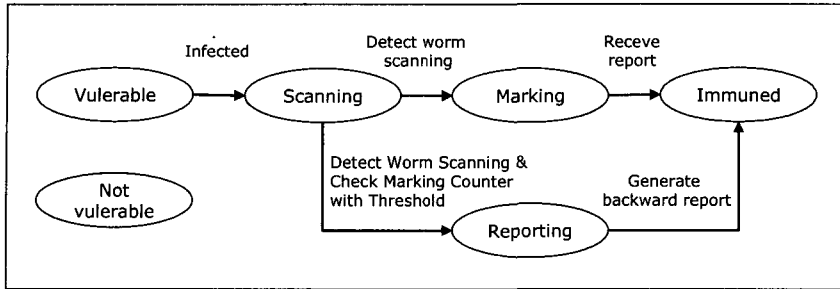 Infected
Detect worm
scanning
Receve
report
Vulerable
Scanning
Marking
Immuned
Not
vulnerable
Detect Worm Scanning &
Check Marking Counter
with Threshold
Generate
backward report
Reporting